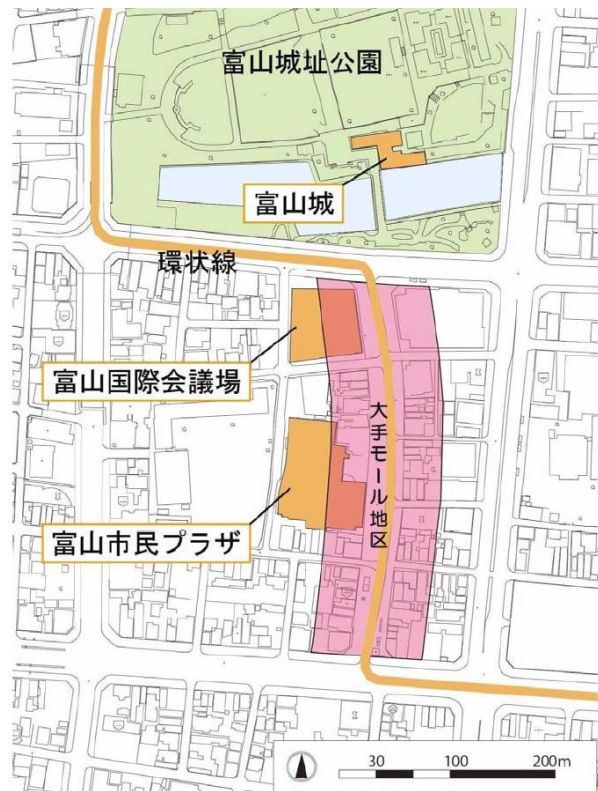 富山城址公園
富山城
環状線
富山国際会議場
大手モール地区
富山市民プラザ
30 100 200m